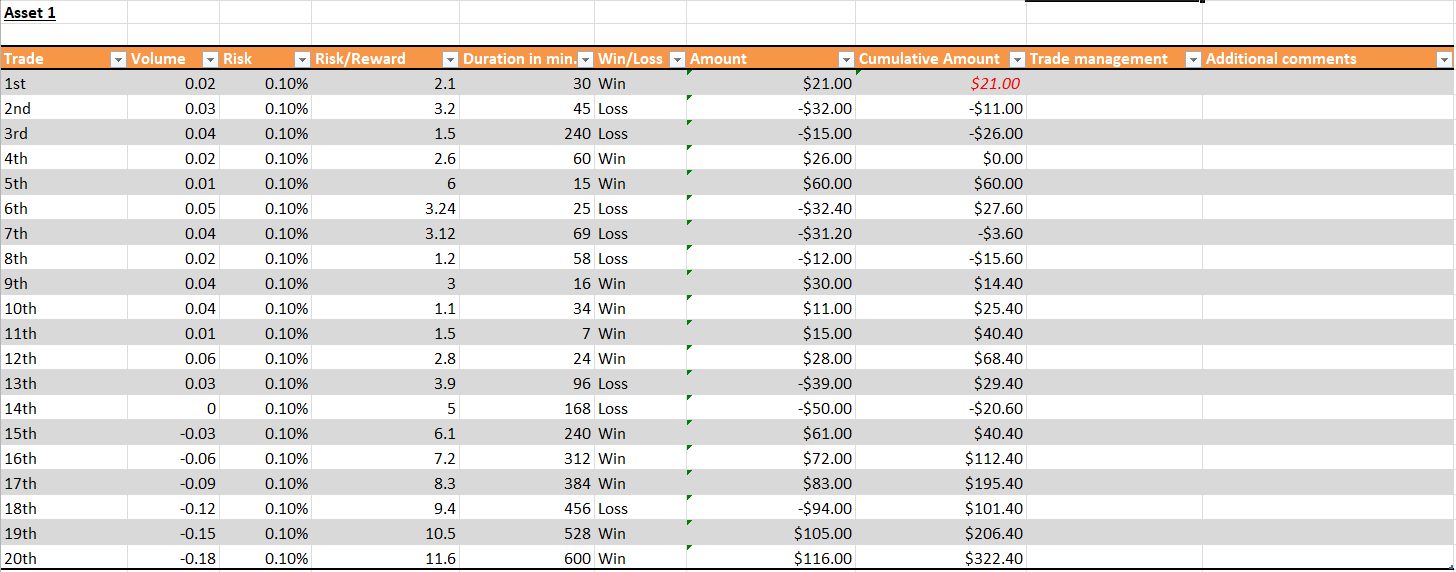 Asset 1
Trade Volume Risk Risk/Reward Duration in min. Win/Loss Amount Cumulative Amount Trade management Additional comments
1st 0.02 0.10% 2.1 30 Win $21.00 $21.00
2nd 0.03 0.10% 3.2 45 Loss -$32.00 -$11.00
3rd 0.04 0.10% 1.5 240 Loss -$15.00 -$26.00
4th 0.02 0.10% 2.6 60 Win $26.00 $0.00
5th 0.01 0.10% 6 15 Win $60.00 $60.00
6th 0.05 0.10% 3.24 25 Loss -$32.40 $27.60
7th 0.04 0.10% 3.12 69 Loss -$31.20 -$3.60
8th 0.02 0.10% 1.2 58 Loss -$12.00 -$15.60
9th 0.04 0.10% 3 16 Win $30.00 $14.40
10th 0.04 0.10% 1.1 34 Win $11.00 $25.40
11th 0.01 0.10% 1.5 7 Win $15.00 $40.40
12th 0.06 0.10% 2.8 24 Win $28.00 $68.40
13th 0.03 0.10% 3.9 96 Loss -$39.00 $29.40
14th 0 0.10% 5 168 Loss -$50.00 -$20.60
15th -0.03 0.10% 6.1 240 Win $61.00 $40.40
16th -0.06 0.10% 7.2 312 Win $72.00 $112.40
17th -0.09 0.10% 8.3 384 Win $83.00 $195.40
18th -0.12 0.10% 9.4 456 Loss -$94.00 $101.40
19th -0.15 0.10% 10.5 528 Win $105.00 $206.40
20th -0.18 0.10% 11.6 600 Win $116.00 $322.40